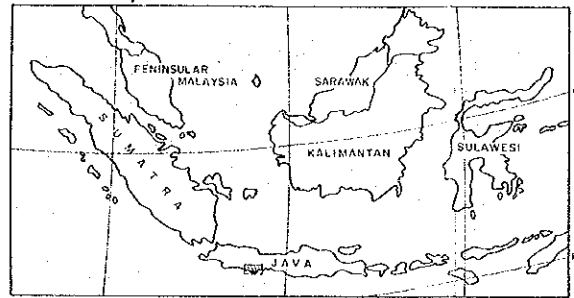 PENINSULAR
MALAYSIA
SARAWAK
SUMATRA
KALIMANTAN
SULAWESI
JAVA